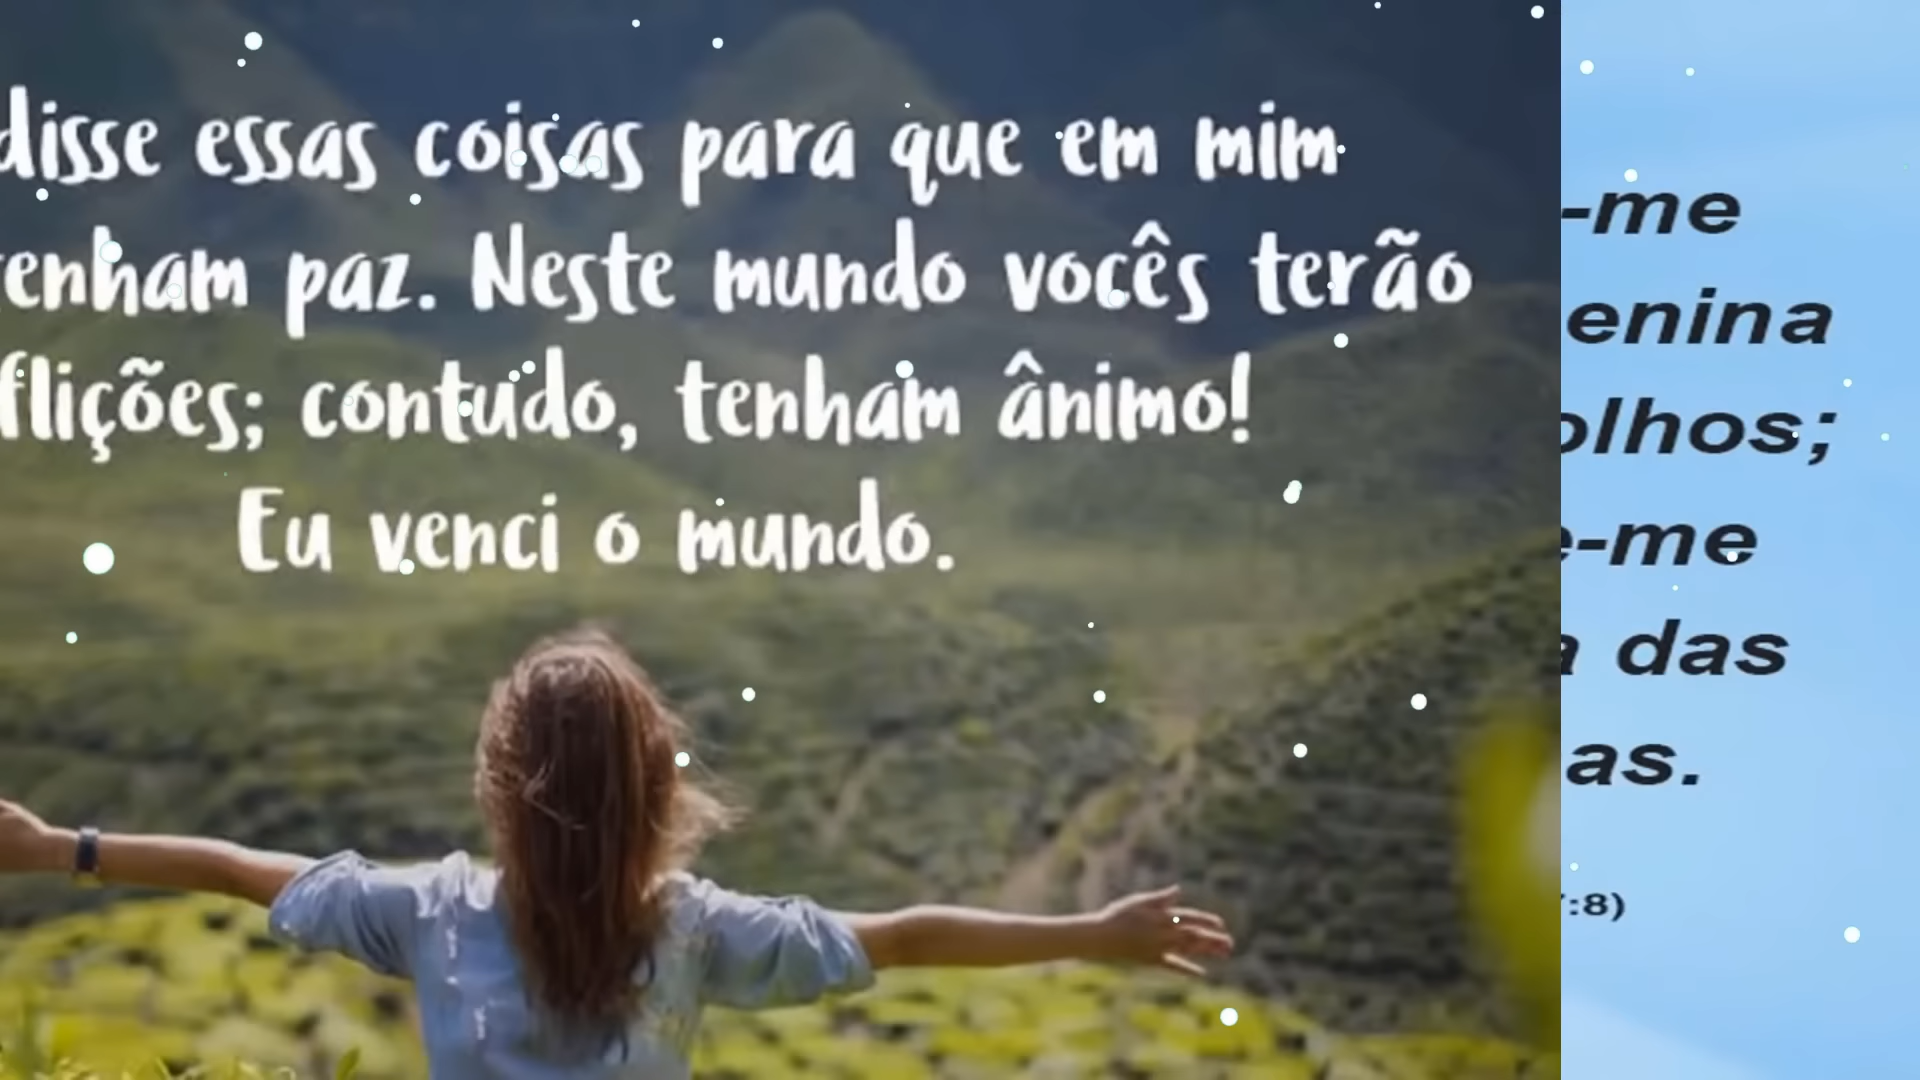 disse essas coisas para que em mim
tenham paz. Neste mundo vocês terão
flições; contudo, tenham ânimo!
Eu venci o mundo.
-me
enina
olhos;
e-me
a das
as.
:8)